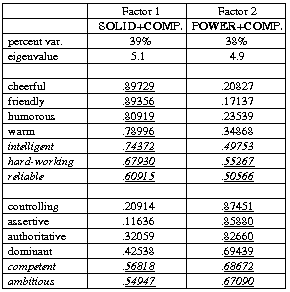 Factor 1 Factor 2
SOLID+COMP. POWER+COMP.
percent var. 39% 38%
eigenvalue 5.1 4.9
cheerful .89729 .20827
friendly .89356 .17137
humorous .80919 .23539
warm .78996 .34868
intelligent .74372 .49753
hard-working .67930 .55267
reliable .60915 .50566
controlling .20914 .87451
assertive .11636 .85880
authoritative .32059 .82660
dominant .42538 .69439
competent .56818 .68672
ambitious .54947 .67090